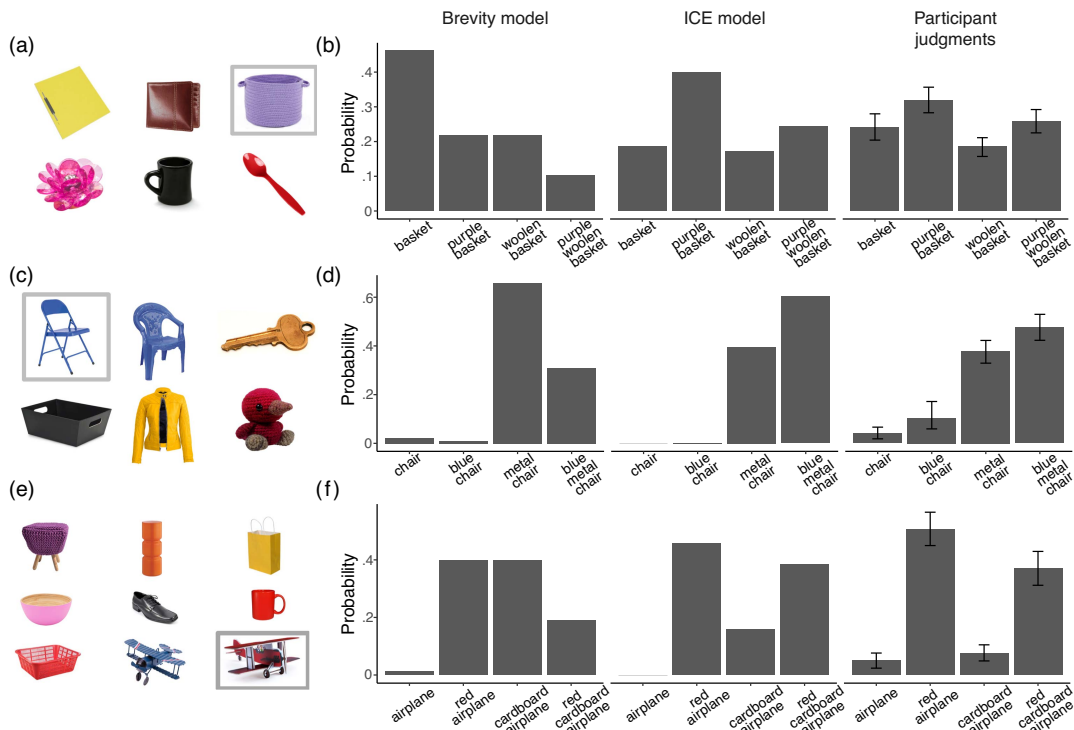 Brevity model
ICE model
Participant
judgments
(a)
(b)
Probability
.4
.3
.2
.1
0
basket
purple
basket
woolen
basket
purple
woolen
basket
basket
purple
basket
woolen
basket
purple
woolen
basket
basket
purple
basket
woolen
basket
purple
woolen
basket
(c)
(d)
Probability
.6
.4
.2
0
chair
blue
chair
metal
chair
blue
metal
chair
chair
blue
chair
metal
chair
blue
metal
chair
chair
blue
chair
metal
chair
blue
metal
chair
(e)
(f)
Probability
.4
.2
0
airplane
red
airplane
cardboard
airplane
red
cardboard
airplane
airplane
red
airplane
cardboard
airplane
red
cardboard
airplane
airplane
red
airplane
cardboard
airplane
red
cardboard
airplane